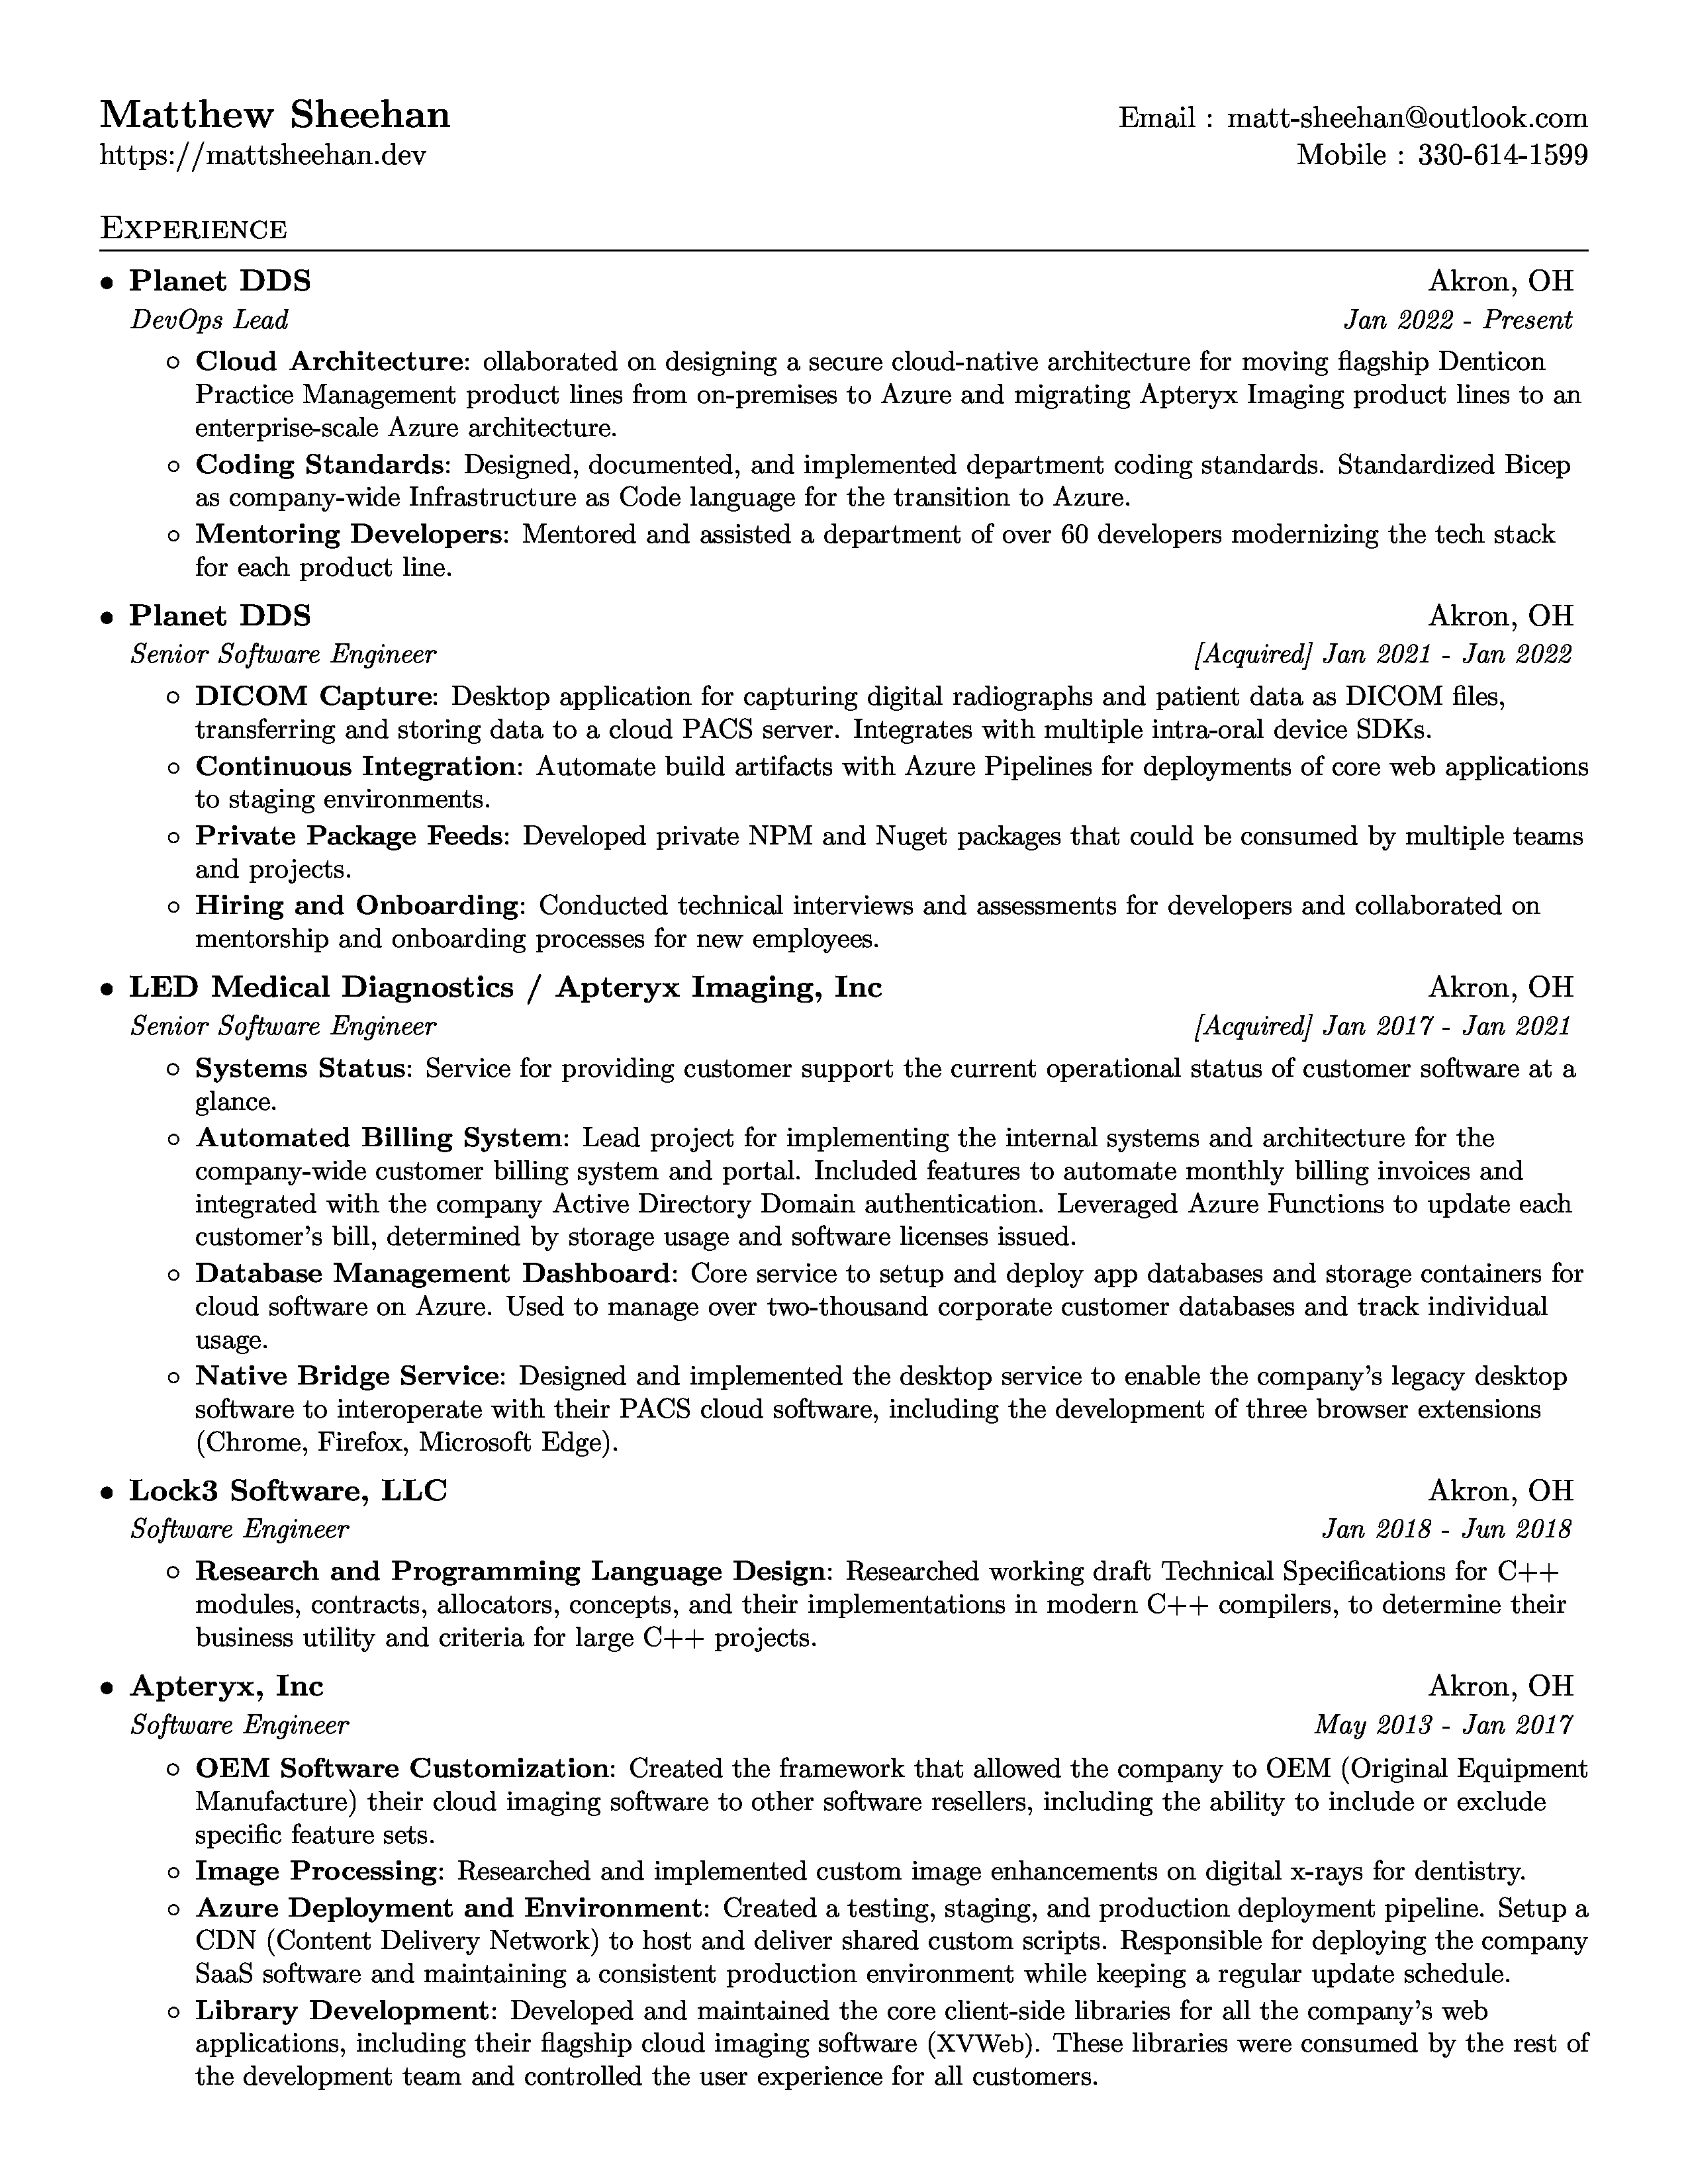 Matthew Sheehan
Email : matt-sheehan@outlook.com
https://mattsheehan.dev
Mobile : 330-614-1599
Experience
• Planet DDS
Akron, OH
DevOps Lead
Jan 2022 - Present
◦ Cloud Architecture: ollaborated on designing a secure cloud-native architecture for moving flagship Denticon
Practice Management product lines from on-premises to Azure and migrating Apteryx Imaging product lines to an
enterprise-scale Azure architecture.
◦ Coding Standards: Designed, documented, and implemented department coding standards. Standardized Bicep
as company-wide Infrastructure as Code language for the transition to Azure.
◦ Mentoring Developers: Mentored and assisted a department of over 60 developers modernizing the tech stack
for each product line.
• Planet DDS
Akron, OH
Senior Software Engineer
[Acquired] Jan 2021 - Jan 2022
◦ DICOM Capture: Desktop application for capturing digital radiographs and patient data as DICOM files,
transferring and storing data to a cloud PACS server. Integrates with multiple intra-oral device SDKs.
◦ Continuous Integration: Automate build artifacts with Azure Pipelines for deployments of core web applications
to staging environments.
◦ Private Package Feeds: Developed private NPM and Nuget packages that could be consumed by multiple teams
and projects.
◦ Hiring and Onboarding: Conducted technical interviews and assessments for developers and collaborated on
mentorship and onboarding processes for new employees.
• LED Medical Diagnostics / Apteryx Imaging, Inc
Akron, OH
Senior Software Engineer
[Acquired] Jan 2017 - Jan 2021
◦ Systems Status: Service for providing customer support the current operational status of customer software at a
glance.
◦ Automated Billing System: Lead project for implementing the internal systems and architecture for the
company-wide customer billing system and portal. Included features to automate monthly billing invoices and
integrated with the company Active Directory Domain authentication. Leveraged Azure Functions to update each
customer's bill, determined by storage usage and software licenses issued.
◦ Database Management Dashboard: Core service to setup and deploy app databases and storage containers for
cloud software on Azure. Used to manage over two-thousand corporate customer databases and track individual
usage.
◦ Native Bridge Service: Designed and implemented the desktop service to enable the company's legacy desktop
software to interoperate with their PACS cloud software, including the development of three browser extensions
(Chrome, Firefox, Microsoft Edge).
• Lock3 Software, LLC
Akron, OH
Software Engineer
Jan 2018 - Jun 2018
◦ Research and Programming Language Design: Researched working draft Technical Specifications for C++
modules, contracts, allocators, concepts, and their implementations in modern C++ compilers, to determine their
business utility and criteria for large C++ projects.
• Apteryx, Inc
Akron, OH
Software Engineer
May 2013 - Jan 2017
◦ OEM Software Customization: Created the framework that allowed the company to OEM (Original Equipment
Manufacture) their cloud imaging software to other software resellers, including the ability to include or exclude
specific feature sets.
◦ Image Processing: Researched and implemented custom image enhancements on digital x-rays for dentistry.
◦ Azure Deployment and Environment: Created a testing, staging, and production deployment pipeline. Setup a
CDN (Content Delivery Network) to host and deliver shared custom scripts. Responsible for deploying the company
SaaS software and maintaining a consistent production environment while keeping a regular update schedule.
◦ Library Development: Developed and maintained the core client-side libraries for all the company's web
applications, including their flagship cloud imaging software (XVWeb). These libraries were consumed by the rest of
the development team and controlled the user experience for all customers.